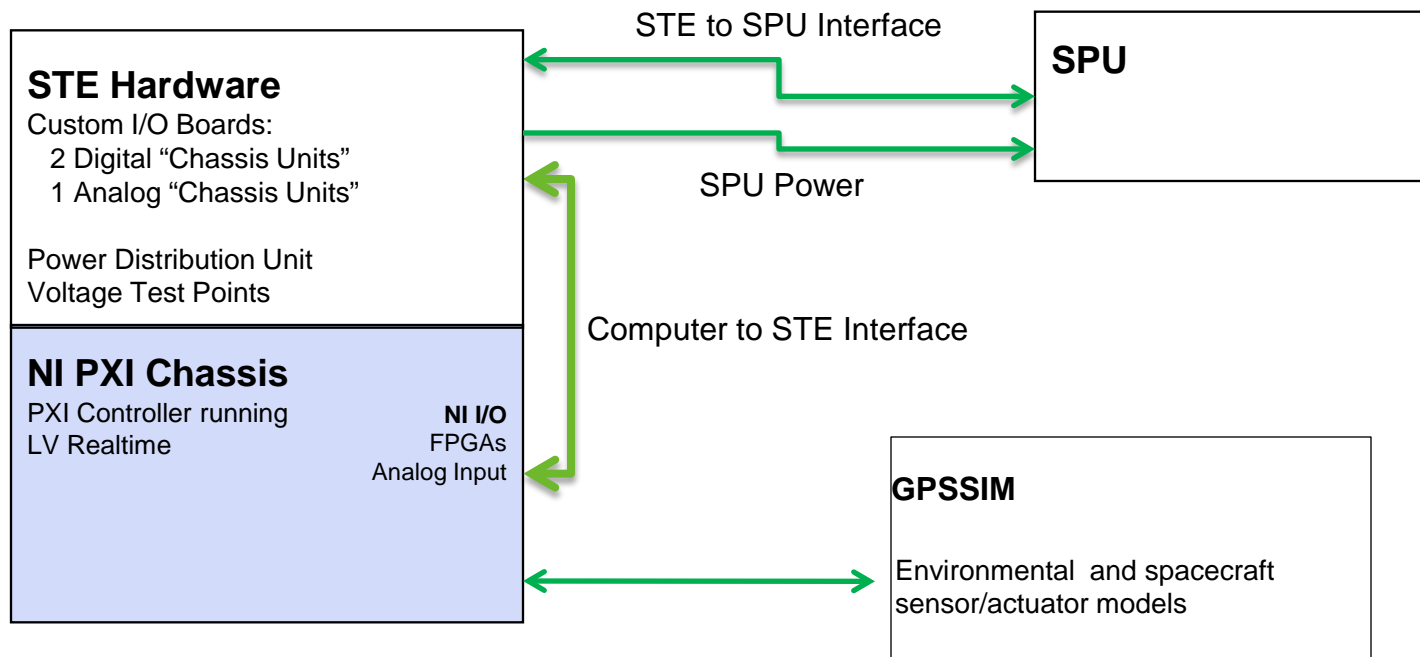 STE to SPU Interface
STE Hardware
Custom I/O Boards:
2 Digital “Chassis Units”
1 Analog “Chassis Units”
Power Distribution Unit
Voltage Test Points
SPU
SPU Power
Computer to STE Interface
NI PXI Chassis
PXI Controller running
LV Realtime
NI I/O
FPGAs
Analog Input
GPSSIM
Environmental and spacecraft
sensor/actuator models